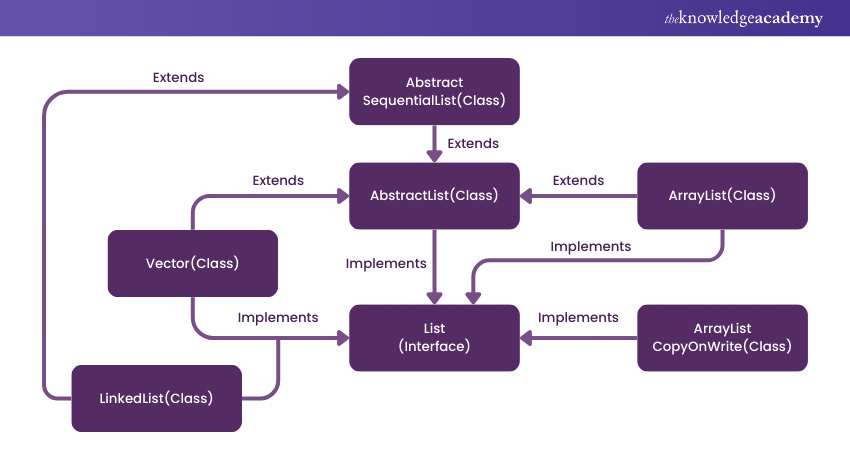 theknowledgeacademy
Extends
Abstract
SequentialList(Class)
Extends
Extends
AbstractList(Class)
Extends
ArrayList(Class)
Implements
Vector(Class)
Implements
Implements
List
(Interface)
Implements
ArrayList
CopyOnWrite(Class)
LinkedList(Class)